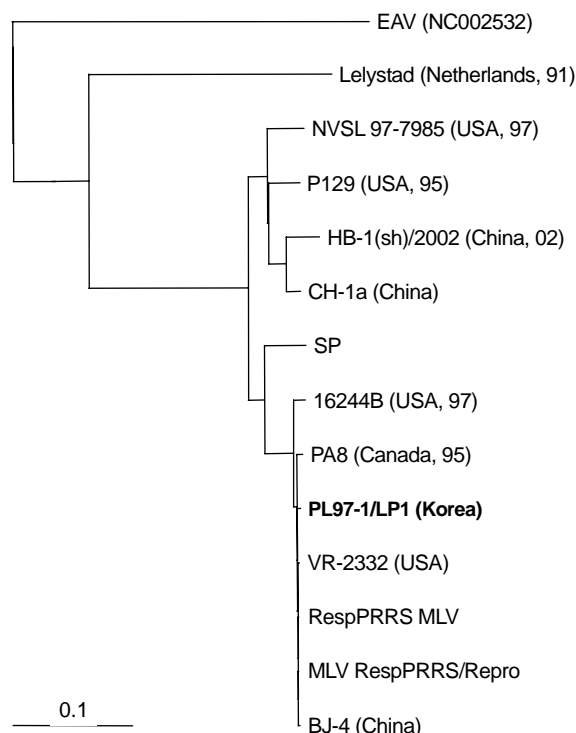 EAV (NC002532)
Lelystad (Netherlands, 91)
NVSL 97-7985 (USA, 97)
P129 (USA, 95)
HB-1(sh)/2002 (China, 02)
CH-1a (China)
SP
16244B (USA, 97)
PA8 (Canada, 95)
PL97-1/LP1 (Korea)
VR-2332 (USA)
RespPRRS MLV
MLV RespPRRS/Repro
BJ-4 (China)
0.1